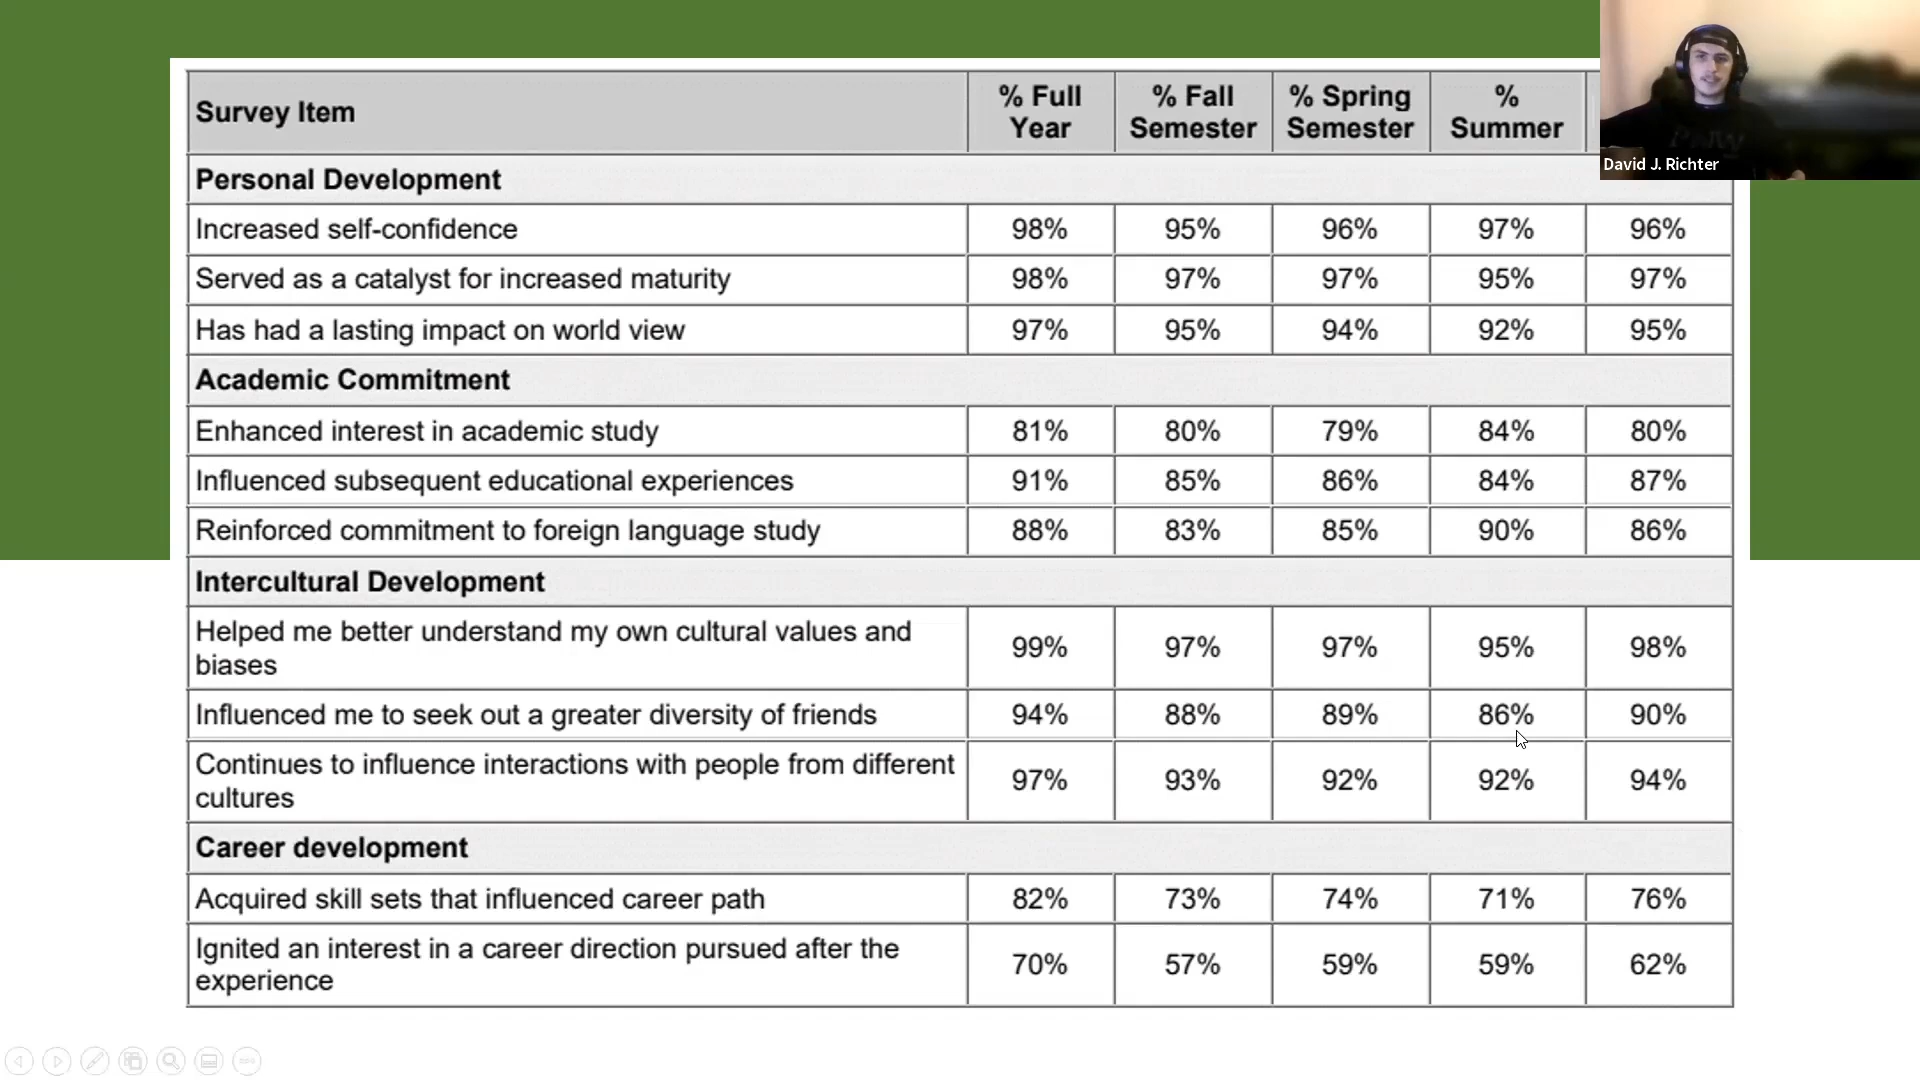 Survey Item
% Full
Year
% Fall
Semester
% Spring
Semester
%
Summer
David J. Richter
Personal Development
Increased self-confidence 98% 95% 96% 97% 96%
Served as a catalyst for increased maturity 98% 97% 97% 95% 97%
Has had a lasting impact on world view 97% 95% 94% 92% 95%
Academic Commitment
Enhanced interest in academic study 81% 80% 79% 84% 80%
Influenced subsequent educational experiences 91% 85% 86% 84% 87%
Reinforced commitment to foreign language study 88% 83% 85% 90% 86%
Intercultural Development
Helped me better understand my own cultural values and
biases
99% 97% 97% 95% 98%
Influenced me to seek out a greater diversity of friends 94% 88% 89% 86% 90%
Continues to influence interactions with people from different
cultures
97% 93% 92% 92% 94%
Career development
Acquired skill sets that influenced career path 82% 73% 74% 71% 76%
Ignited an interest in a career direction pursued after the
experience
70% 57% 59% 59% 62%